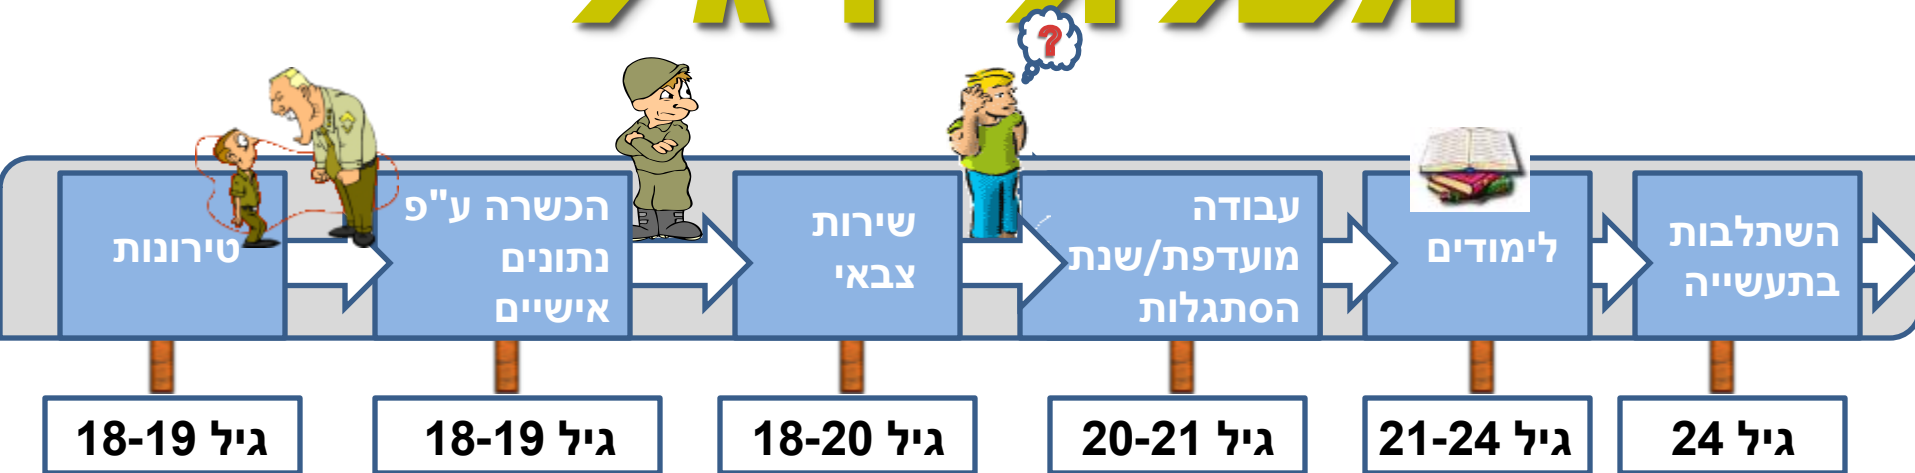 ?
טירונות
הכשרה ע"פ
נתונים
אישיים
שירות
צבאי
עבודה
מועדפת/שנת
הסתגלות
לימודים
השתלבות
בתעשייה
גיל 18-19
גיל 18-19
גיל 18-20
גיל 20-21
גיל 21-24
גיל 24